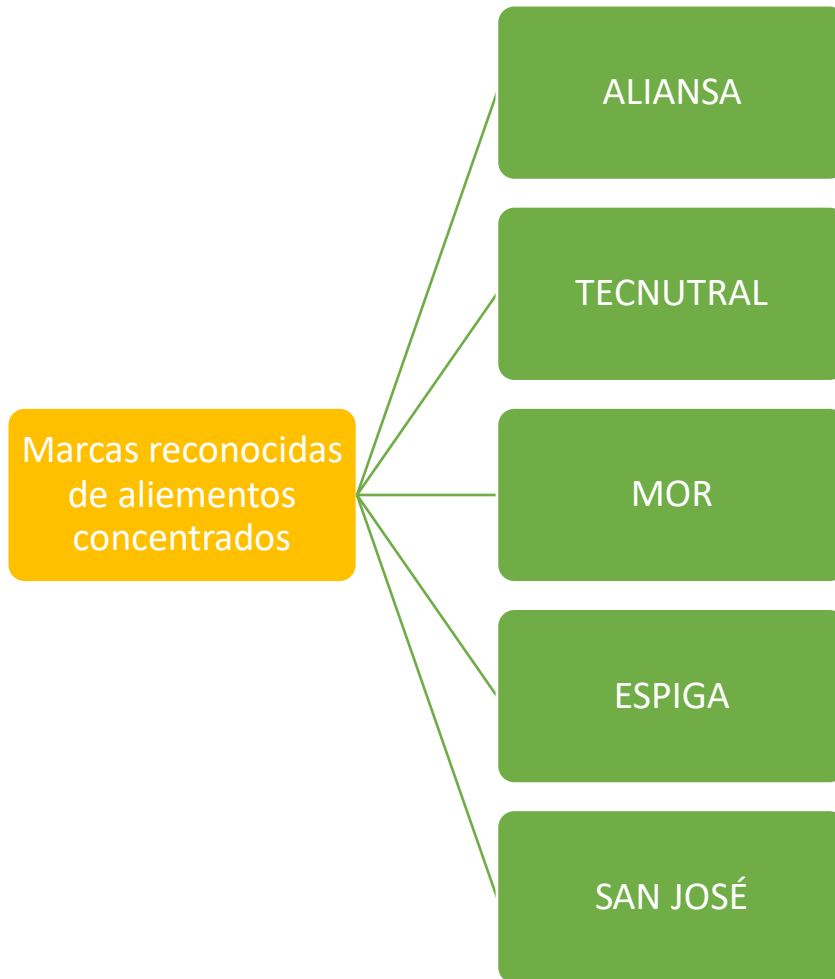 ALIANSA
TECNUTRAL
Marcas reconocidas
de aliementos
concentrados
MOR
ESPIGA
SAN JOSÉ